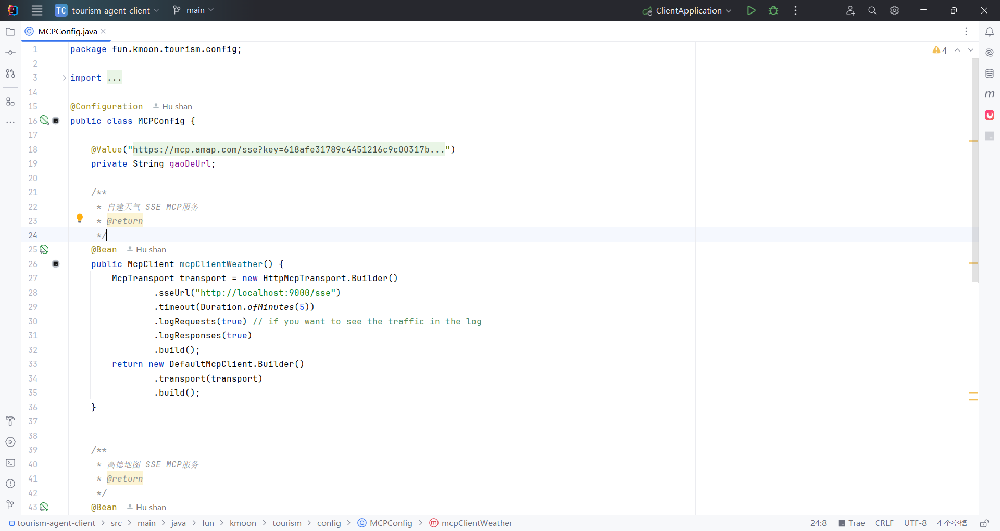 TC tourism-agent-client main ClientApplication
MCPConfig.java
4
1 package fun.kmoon.tourism.config;
2
3 import ...
14
15 @Configuration Hu shan
16 public class MCPConfig {
17
18 @Value("https://mcp.amap.com/sse?key=618afe31789c4451216c9c00317b...")
19 private String gaoDeUrl;
20
21 /**
22 * 自建天气 SSE MCP服务
23 * @return
24 */
25 @Bean Hu shan
26 public McpClient mcpClientWeather() {
27 McpTransport transport = new HttpMcpTransport.Builder()
28 .sseUrl("http://localhost:9000/sse")
29 .timeout(Duration.ofMinutes(5))
30 .logRequests(true) // if you want to see the traffic in the log
31 .logResponses(true)
32 .build();
33 return new DefaultMcpClient.Builder()
34 .transport(transport)
35 .build();
36 }
37
38
39 /**
40 * 高德地图 SSE MCP服务
41 * @return
42 */
43 @Bean Hu shan
tourism-agent-client > src > main > java > fun > kmoon > tourism > config > MCPConfig > mcpClientWeather 24:8 Trae CRLF UTF-8 4 个空格